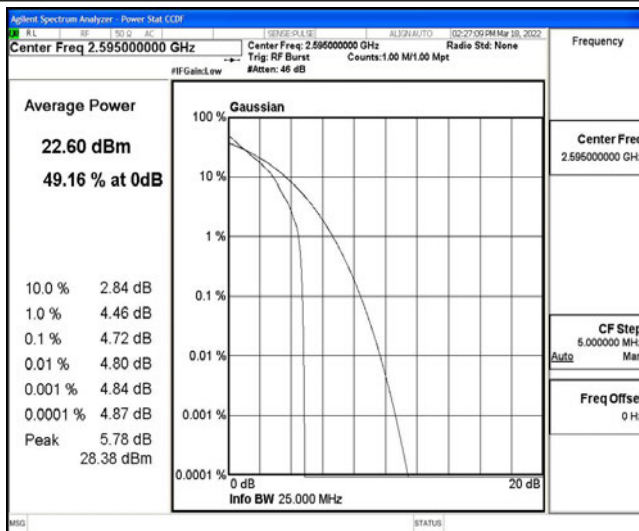 Agilent Spectrum Analyzer - Power Stat CCDF
RL RF 50 Ω AC SENSE:PULSE ALIGN AUTO 02:27:09 PM Mar 18, 2022
Center Freq 2.595000000 GHz
Center Freq: 2.595000000 GHz Radio Std: None
Trig: RF Burst Counts:1.00 M/1.00 Mpt
#IFGain:Low #Atten: 46 dB
Frequency
Average Power
22.60 dBm
49.16 % at 0dB
10.0 % 2.84 dB
1.0 % 4.46 dB
0.1 % 4.72 dB
0.01 % 4.80 dB
0.001 % 4.84 dB
0.0001 % 4.87 dB
Peak 5.78 dB
28.38 dBm
Gaussian
100 %
10 %
1 %
0.1 %
0.01 %
0.001 %
0.0001 %
0 dB 20 dB
Info BW 25.000 MHz
Center Freq
2.595000000 GHz
CF Step
5.000000 MHz
Auto Man
Freq Offset
0 Hz
MSG STATUS